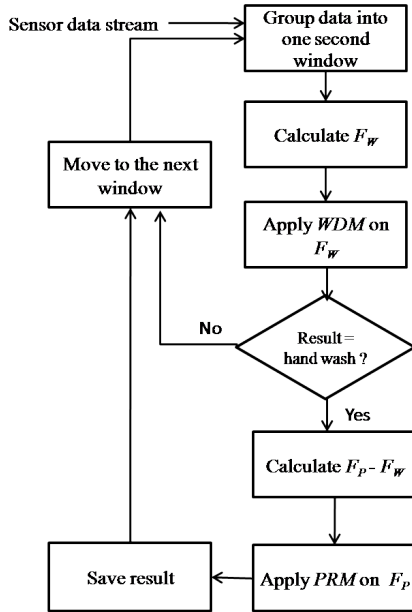 Sensor data stream
Group data into
one second
window
Calculate F_W
Move to the next
window
Apply WDM on
F_W
No
Result =
hand wash ?
Yes
Calculate F_P - F_W
Save result
Apply PRM on F_P